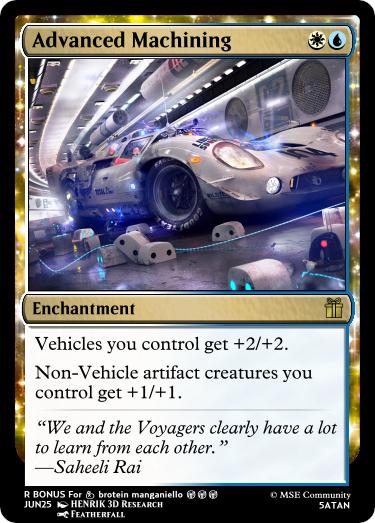 Advanced Machining
Enchantment
Vehicles you control get +2/+2.
Non-Vehicle artifact creatures you
control get +1/+1.
“We and the Voyagers clearly have a lot
to learn from each other.”
—Saheeli Rai
R BONUS For brotein manganiello
JUN25 HENRIK 3D Research
Featherfall
© MSE Community
5ATAN